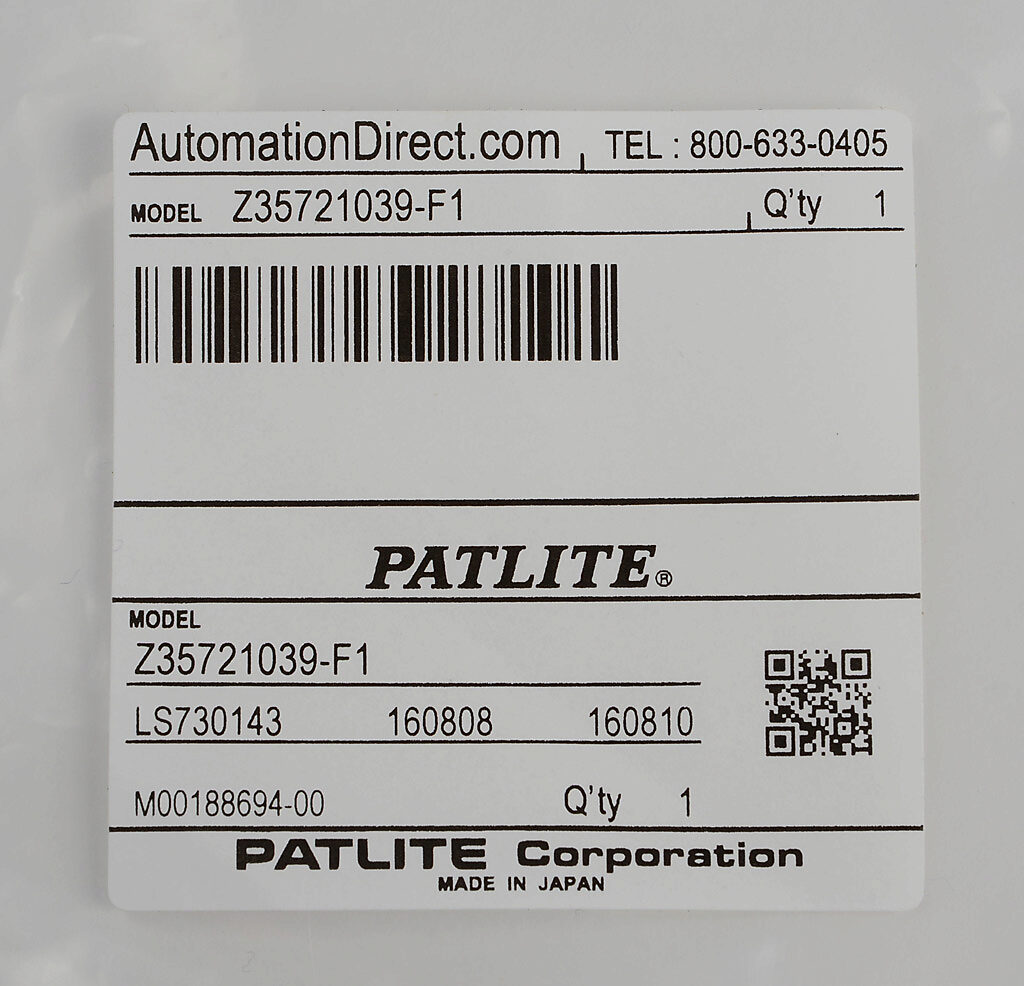 AutomationDirect.com TEL : 800-633-0405
MODEL Z35721039-F1 Q'ty 1
PATLITE®
MODEL
Z35721039-F1
LS730143 160808 160810
M00188694-00 Q'ty 1
PATLITE Corporation
MADE IN JAPAN